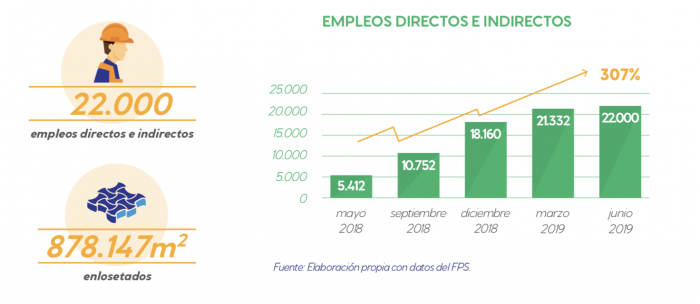 22.000
empleos directos e indirectos
878.147m²
enlosetados
EMPLEOS DIRECTOS E INDIRECTOS
307%
25.000
20.000
15.000
10.000
5.000
0
5.412
10.752
18.160
21.332
22.000
mayo
2018
septiembre
2018
diciembre
2018
marzo
2019
junio
2019
Fuente: Elaboración propia con datos del FPS.